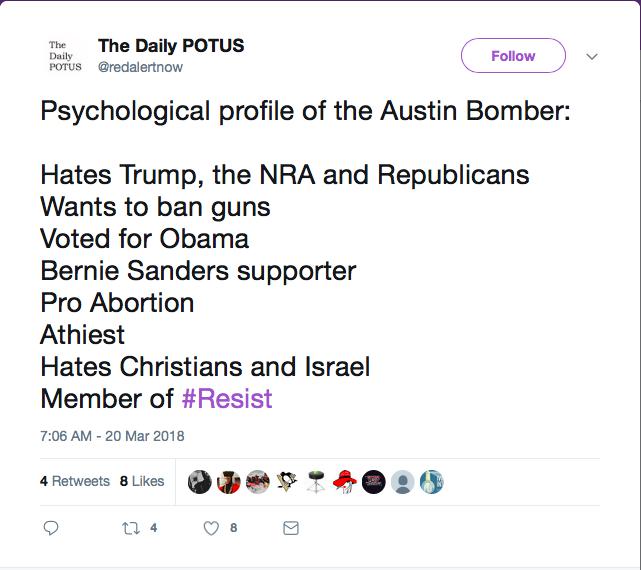 The Daily POTUS
The
Daily
POTUS
@redalertnow
Follow
Psychological profile of the Austin Bomber:
Hates Trump, the NRA and Republicans
Wants to ban guns
Voted for Obama
Bernie Sanders supporter
Pro Abortion
Athiest
Hates Christians and Israel
Member of #Resist
7:06 AM - 20 Mar 2018
4 Retweets 8 Likes
4 8